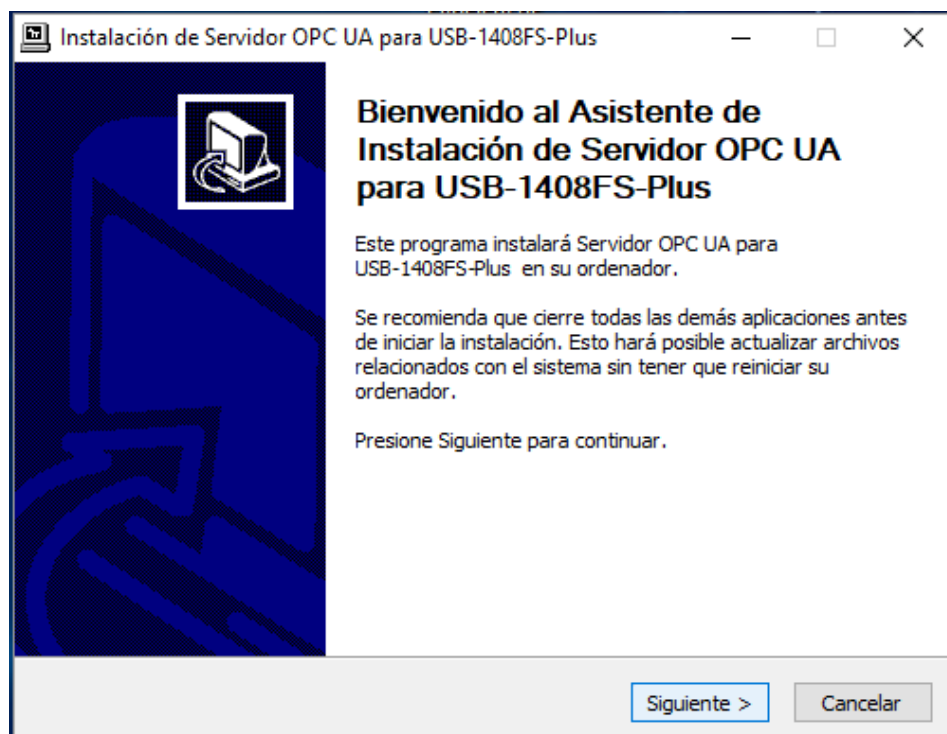 Instalación de Servidor OPC UA para USB-1408FS-Plus
Bienvenido al Asistente de
Instalación de Servidor OPC UA
para USB-1408FS-Plus
Este programa instalará Servidor OPC UA para
USB-1408FS-Plus en su ordenador.
Se recomienda que cierre todas las demás aplicaciones antes
de iniciar la instalación. Esto hará posible actualizar archivos
relacionados con el sistema sin tener que reiniciar su
ordenador.
Presione Siguiente para continuar.
Siguiente >
Cancelar